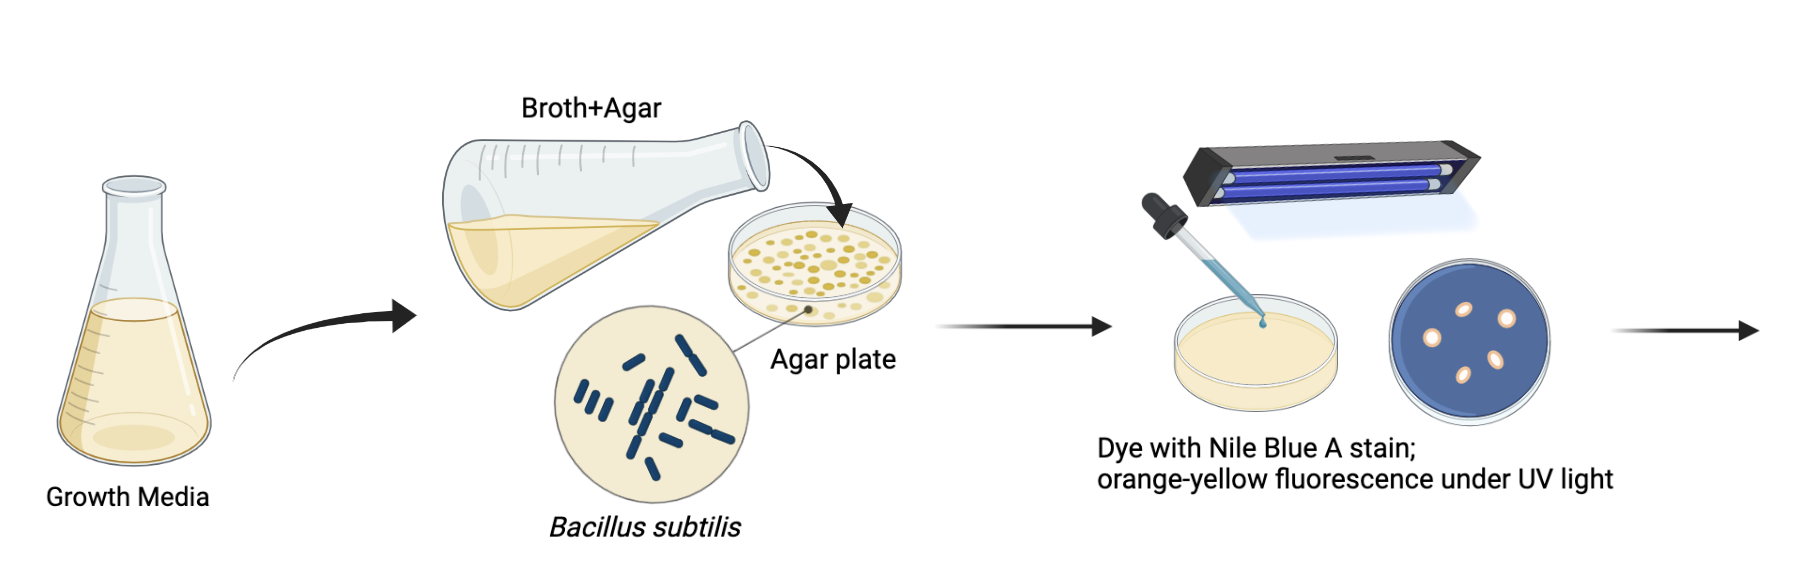 Growth Media
Broth+Agar
Agar plate
Bacillus subtilis
Dye with Nile Blue A stain;
orange-yellow fluorescence under UV light